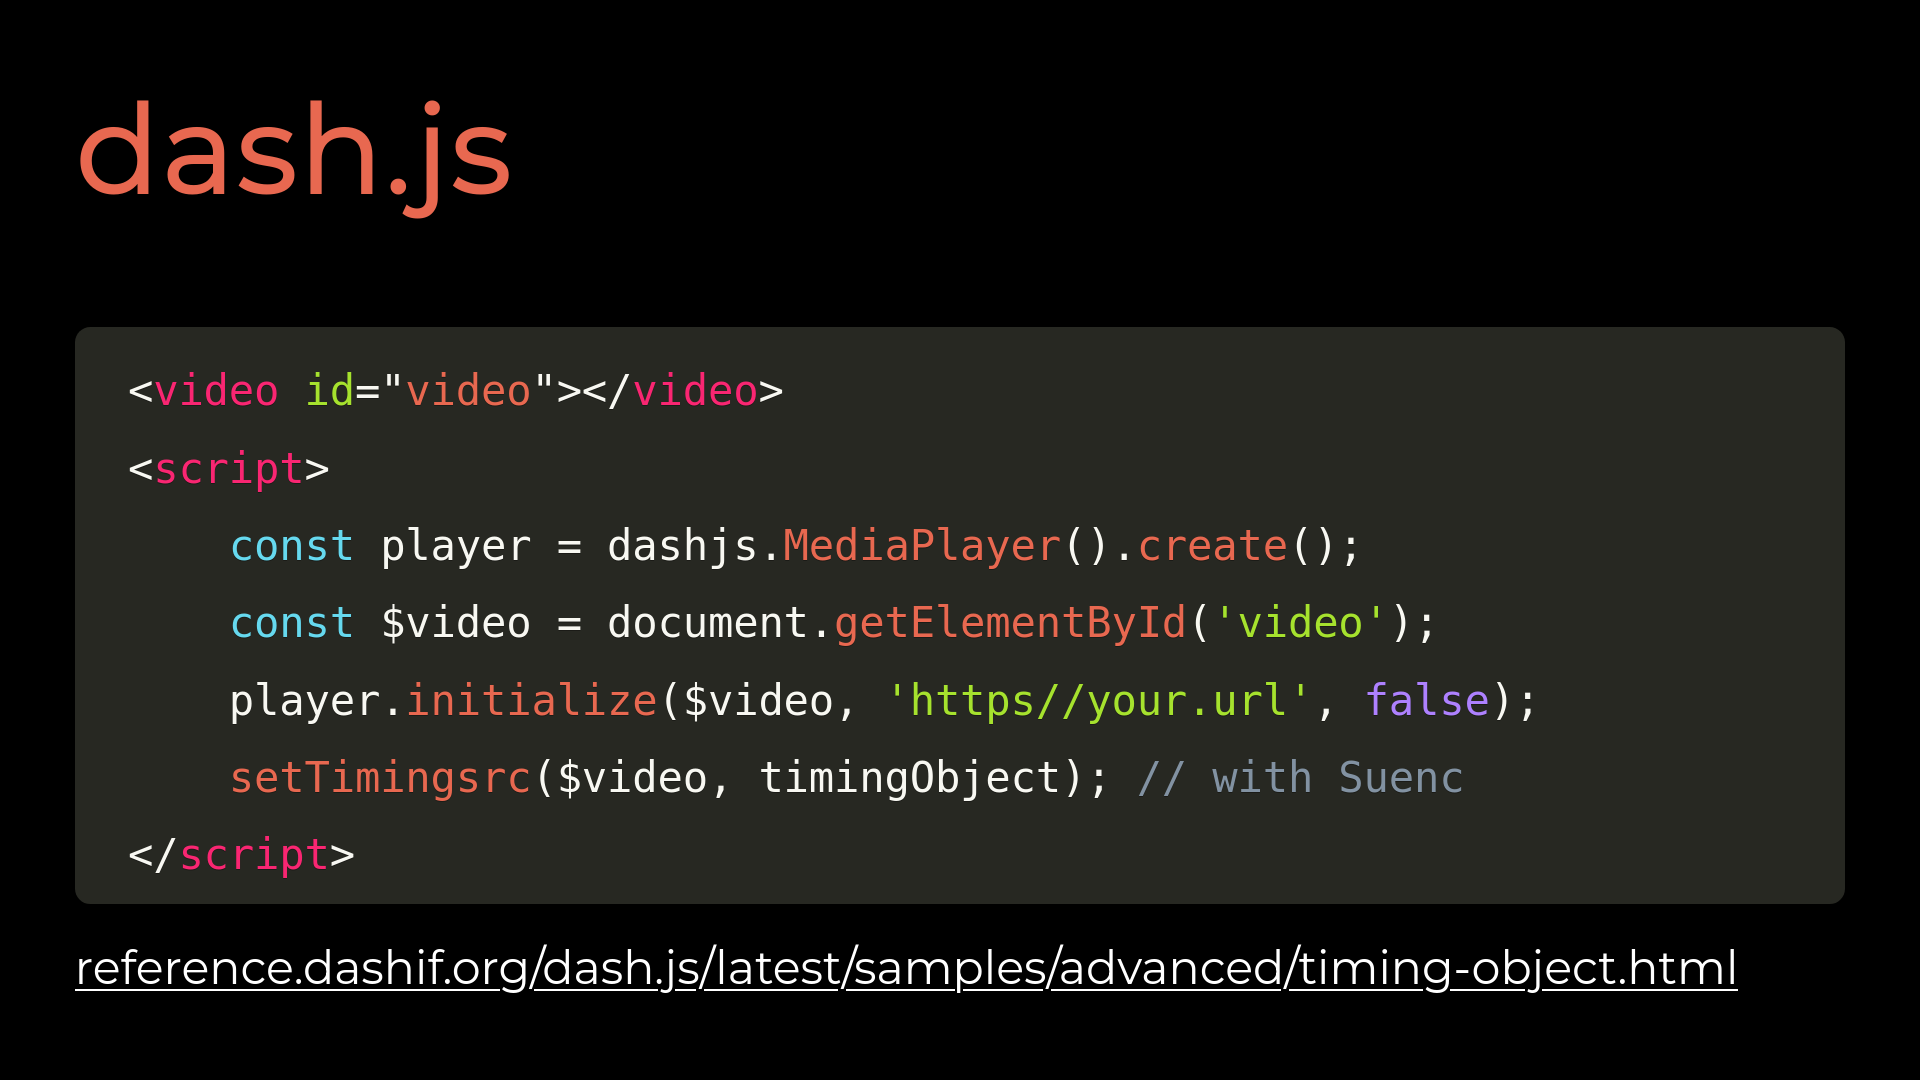 dash.js
<video id="video"></video>
<script>
    const player = dashjs.MediaPlayer().create();
    const $video = document.getElementById('video');
    player.initialize($video, 'https//your.url', false);
    setTimingsrc($video, timingObject); // with Suenc
</script>
reference.dashif.org/dash.js/latest/samples/advanced/timing-object.html